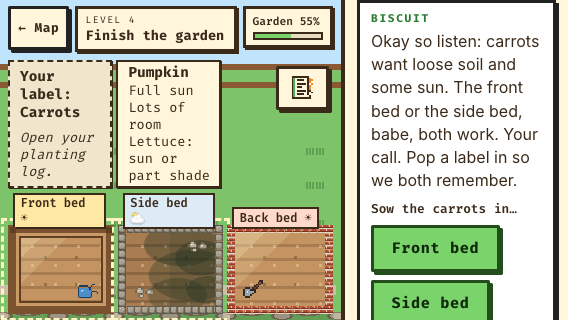 ← Map
LEVEL 4
Finish the garden
Garden 55%
Your
label:
Carrots
Open your
planting
log.
Pumpkin
Full sun
Lots of
room
Lettuce:
sun or
part shade
Front bed
Side bed
Back bed
BISCUIT
Okay so listen: carrots
want loose soil and
some sun. The front
bed or the side bed,
babe, both work. Your
call. Pop a label in so
we both remember.
Sow the carrots in…
Front bed
Side bed